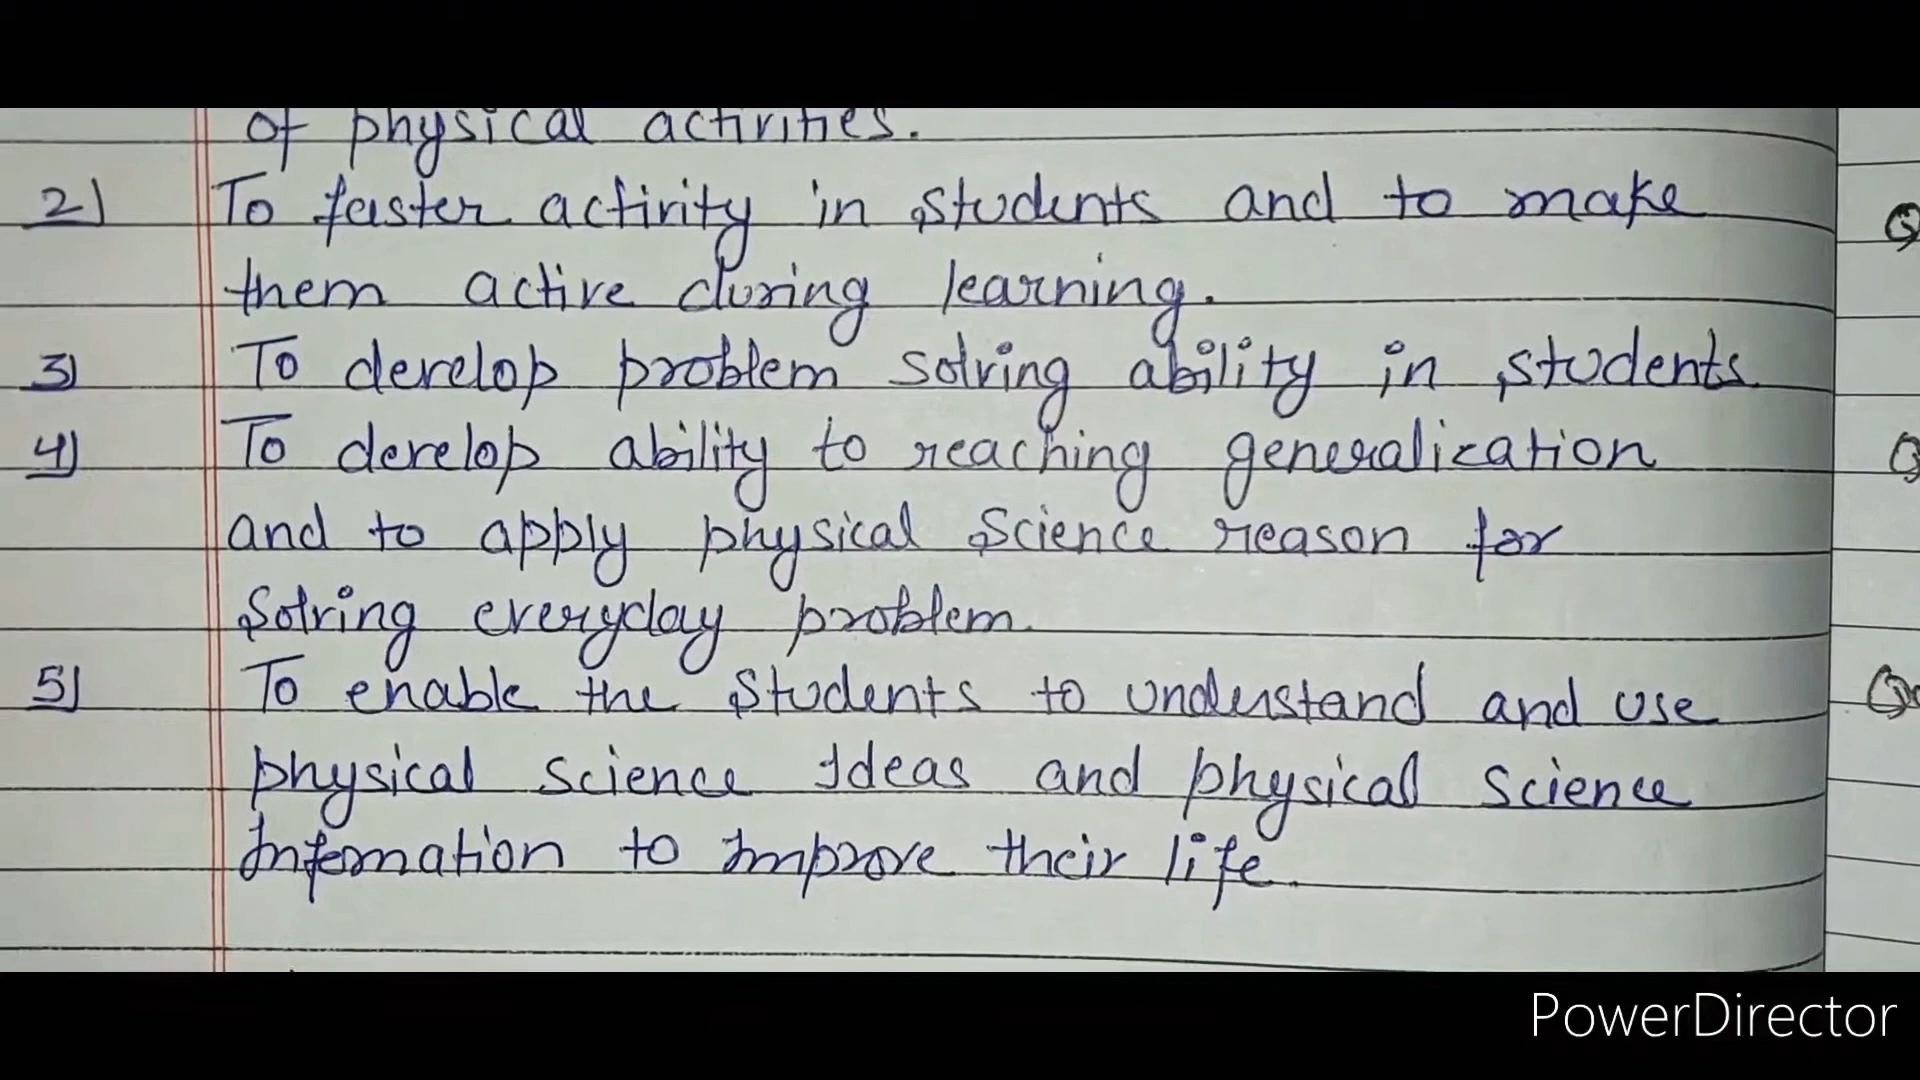 of physical activities.
2) To faster activity in students and to make
them active during learning.
3) To develop problem solving ability in students
4) To develop ability to reaching generalization
and to apply physical Science reason for
Solving everyday problem.
5) To enable the Students to understand and use
physical science Ideas and physical science
Information to Improve their life.
PowerDirector